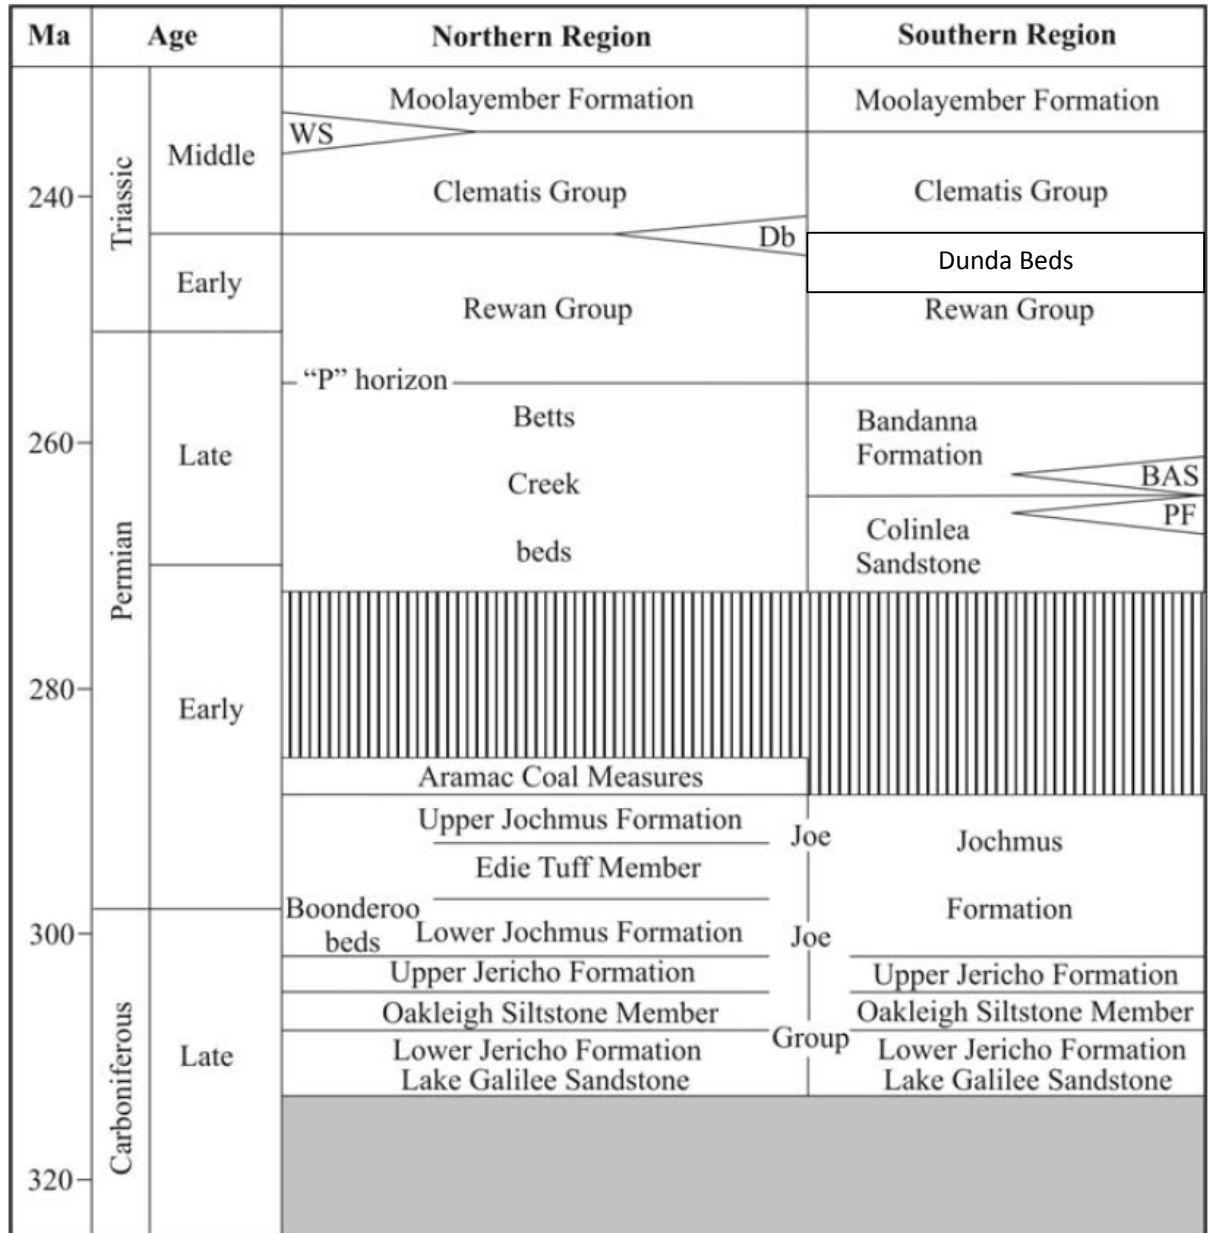 Ma Age Northern Region Southern Region
Moolayember Formation Moolayember Formation
WS
Middle
Triassic
240 Clematis Group Clematis Group
Db
Dunda Beds
Early
Rewan Group Rewan Group
“P” horizon
Betts
Creek
beds
Bandanna
Formation
260
Late
BAS
PF
Colinlea
Sandstone
Permian
280
Early
Aramac Coal Measures
Upper Jochmus Formation
Joe
Jochmus
Edie Tuff Member
Boonderoo
beds
Formation
300
Lower Jochmus Formation
Joe
Upper Jericho Formation Upper Jericho Formation
Oakleigh Siltstone Member Oakleigh Siltstone Member
Group
Carboniferous
Late
Lower Jericho Formation Lower Jericho Formation
Lake Galilee Sandstone Lake Galilee Sandstone
320